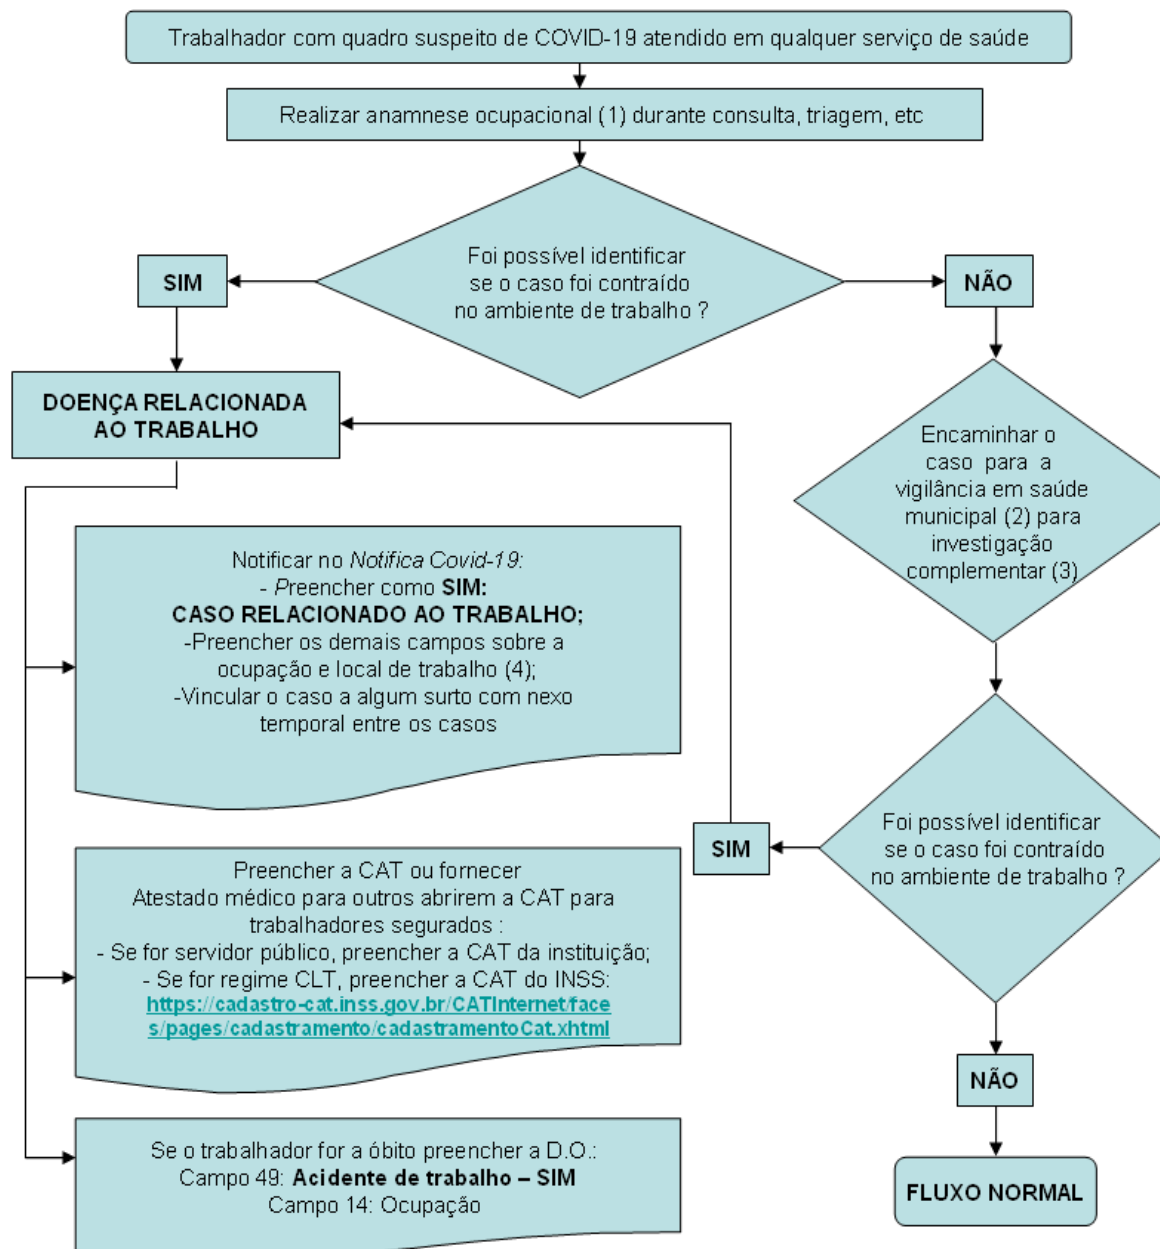 Trabalhador com quadro suspeito de COVID-19 atendido em qualquer serviço de saúde
Realizar anamnese ocupacional (1) durante consulta, triagem, etc
Foi possível identificar
se o caso foi contraído
no ambiente de trabalho ?
SIM
NÃO
DOENÇA RELACIONADA
AO TRABALHO
Encaminhar o
caso para a
vigilância em saúde
municipal (2) para
investigação
complementar (3)
Notificar no Notifica Covid-19:
- Preencher como SIM:
CASO RELACIONADO AO TRABALHO;
-Preencher os demais campos sobre a
ocupação e local de trabalho (4);
-Vincular o caso a algum surto com nexo
temporal entre os casos
Foi possível identificar
se o caso foi contraído
no ambiente de trabalho ?
SIM
Preencher a CAT ou fornecer
Atestado médico para outros abrirem a CAT para
trabalhadores segurados :
- Se for servidor público, preencher a CAT da instituição;
- Se for regime CLT, preencher a CAT do INSS:
https://cadastro-cat.inss.gov.br/CATInternet/face
s/pages/cadastramento/cadastramentoCat.xhtml
NÃO
Se o trabalhador for a óbito preencher a D.O.:
Campo 49: Acidente de trabalho – SIM
Campo 14: Ocupação
FLUXO NORMAL